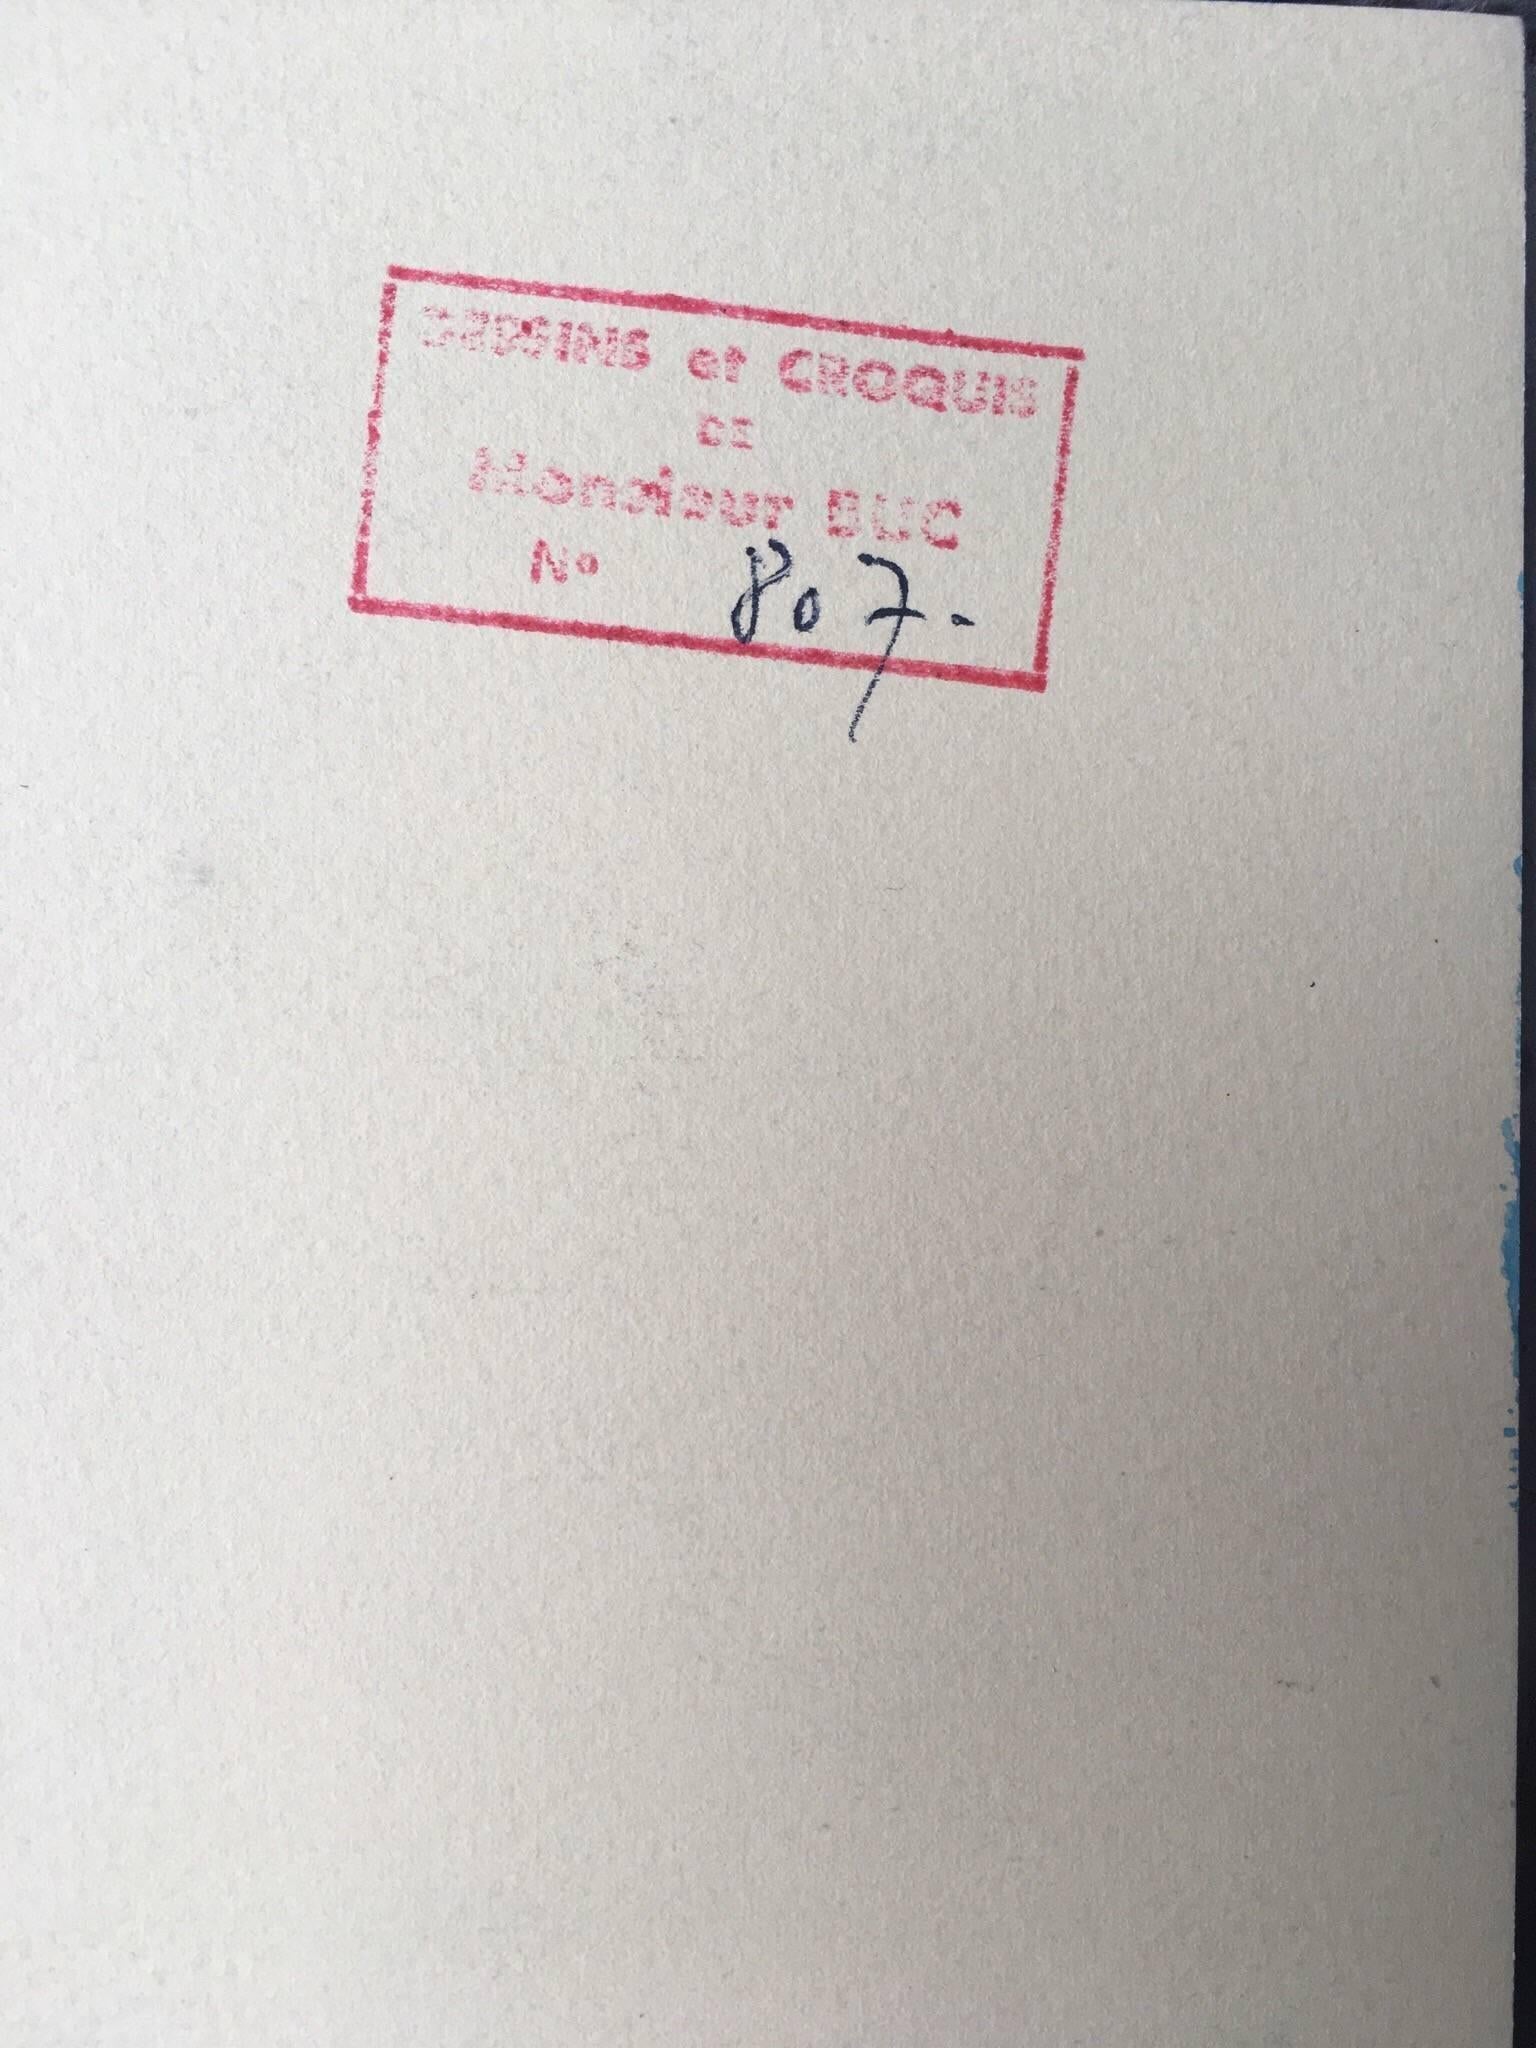 DESSINS et CROQUIS
DE
Monsieur BUC
N° 807.